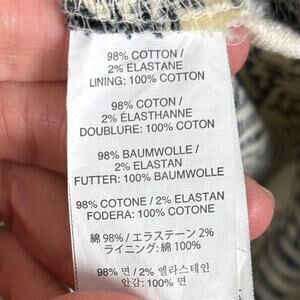 98% COTTON /
2% ELASTANE
LINING: 100% COTTON
98% COTON /
2% ÉLASTHANNE
DOUBLURE: 100% COTON
98% BAUMWOLLE /
2% ELASTAN
FUTTER: 100% BAUMWOLLE
98% COTONE / 2% ELASTAN
FODERA: 100% COTONE
綿 98% / エラステーン 2%
ライニング: 綿 100%
98% 면 / 2% 엘라스테인
안감: 100% 면